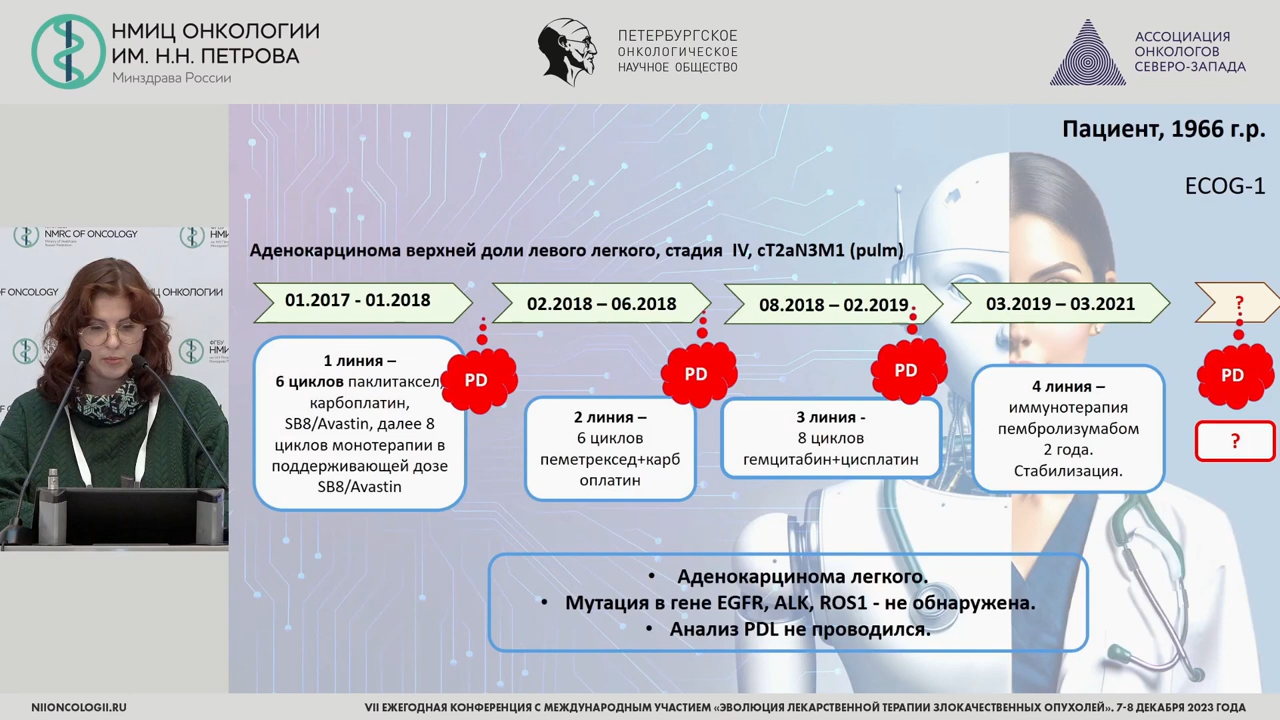 НМИЦ ОНКОЛОГИИ
ИМ. Н.Н. ПЕТРОВА
Минздрава России
ПЕТЕРБУРГСКОЕ
ОНКОЛОГИЧЕСКОЕ
НАУЧНОЕ ОБЩЕСТВО
АССОЦИАЦИЯ
ОНКОЛОГОВ
СЕВЕРО-ЗАПАДА
Пациент, 1966 г.р.
ECOG-1
NMRC OF ONCOLOGY
НМИ
OF ONCOLOGY
НМИЦ ОНКОЛОГИИ
Аденокарцинома верхней доли левого легкого, стадия IV, cT2aN3M1 (pulm)
01.2017 - 01.2018
02.2018 – 06.2018
08.2018 – 02.2019
03.2019 – 03.2021
?
1 линия –
6 циклов паклитаксел,
карбоплатин,
SB8/Avastin, далее 8
циклов монотерапии в
поддерживающей дозе
SB8/Avastin
PD
2 линия –
6 циклов
пеметрексед+карб
оплатин
PD
3 линия -
8 циклов
гемцитабин+цисплатин
PD
4 линия –
иммунотерапия
пембролизумабом
2 года.
Стабилизация.
PD
?
• Аденокарцинома легкого.
• Мутация в гене EGFR, ALK, ROS1 - не обнаружена.
• Анализ PDL не проводился.
NIIONCOLOGII.RU
VII ЕЖЕГОДНАЯ КОНФЕРЕНЦИЯ С МЕЖДУНАРОДНЫМ УЧАСТИЕМ «ЭВОЛЮЦИЯ ЛЕКАРСТВЕННОЙ ТЕРАПИИ ЗЛОКАЧЕСТВЕННЫХ ОПУХОЛЕЙ». 7-8 ДЕКАБРЯ 2023 ГОДА